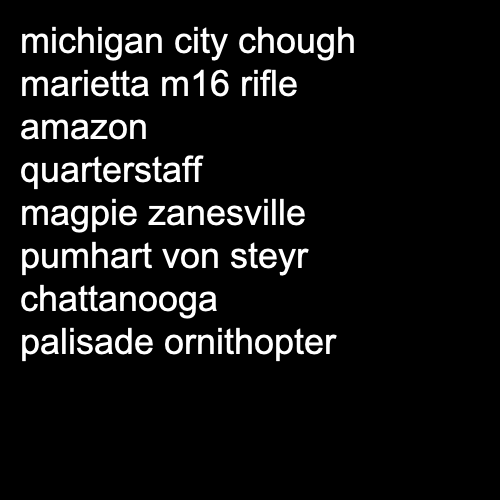 michigan city chough
marietta m16 rifle
amazon
quarterstaff
magpie zanesville
pumhart von steyr
chattanooga
palisade ornithopter